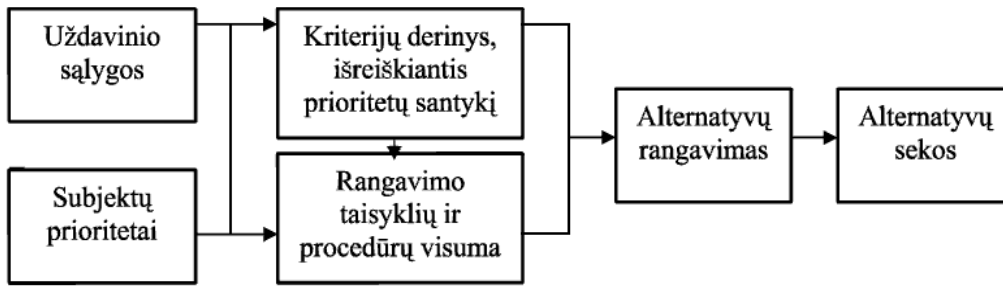 Uždavinio
sąlygos
Kriterijų derinys,
išreiškiantis
prioritetų santykį
Subjektų
prioritetai
Rangavimo
taisyklių ir
procedūrų visuma
Alternatyvų
rangavimas
Alternatyvų
sekos